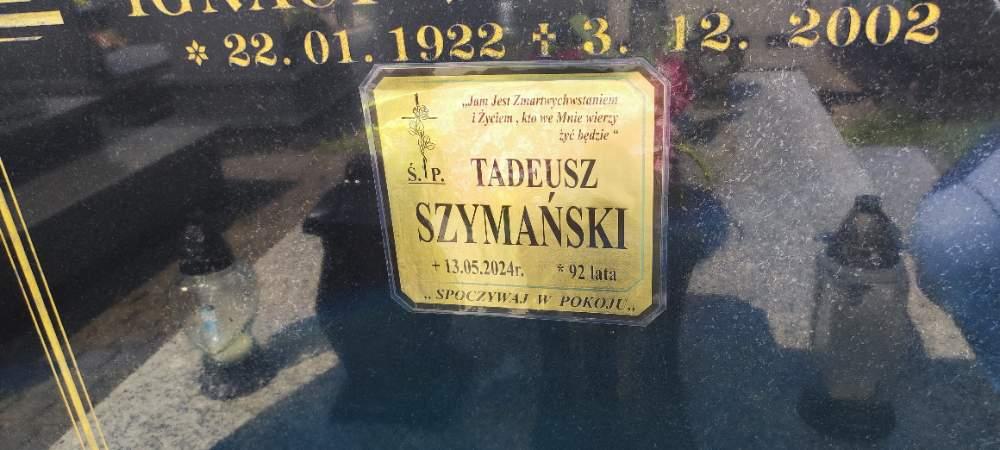 IGNACY
* 22.01.1922 ✝ 3. 12. 2002
„Jam Jest Zmartwychwstaniem
i Życiem , kto we Mnie wierzy
żyć będzie "
Ś. P.
TADEUSZ
SZYMAŃSKI
+ 13.05.2024r. * 92 lata
„ SPOCZYWAJ W POKOJU„